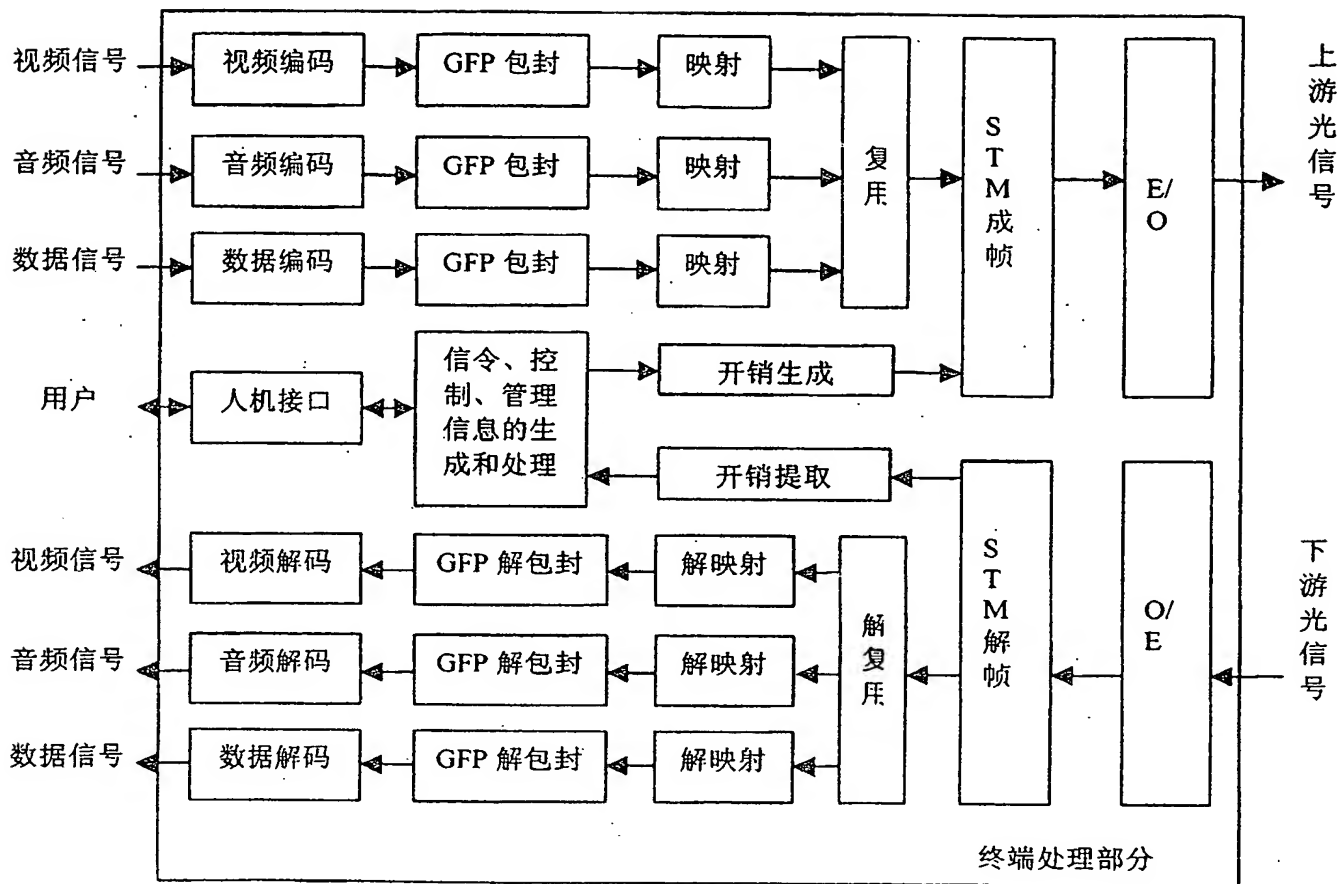 视频信号 视频编码 GFP 包封 映射
音频信号 音频编码 GFP 包封 映射
数据信号 数据编码 GFP 包封 映射
复用
STM成帧
E/
O
上游光信号
用户 人机接口
信令、控
制、管理
信息的生
成和处理
开销生成
开销提取
视频信号 视频解码 GFP 解包封 解映射
音频信号 音频解码 GFP 解包封 解映射
数据信号 数据解码 GFP 解包封 解映射
解复用
STM解帧
O/
E
下游光信号
终端处理部分